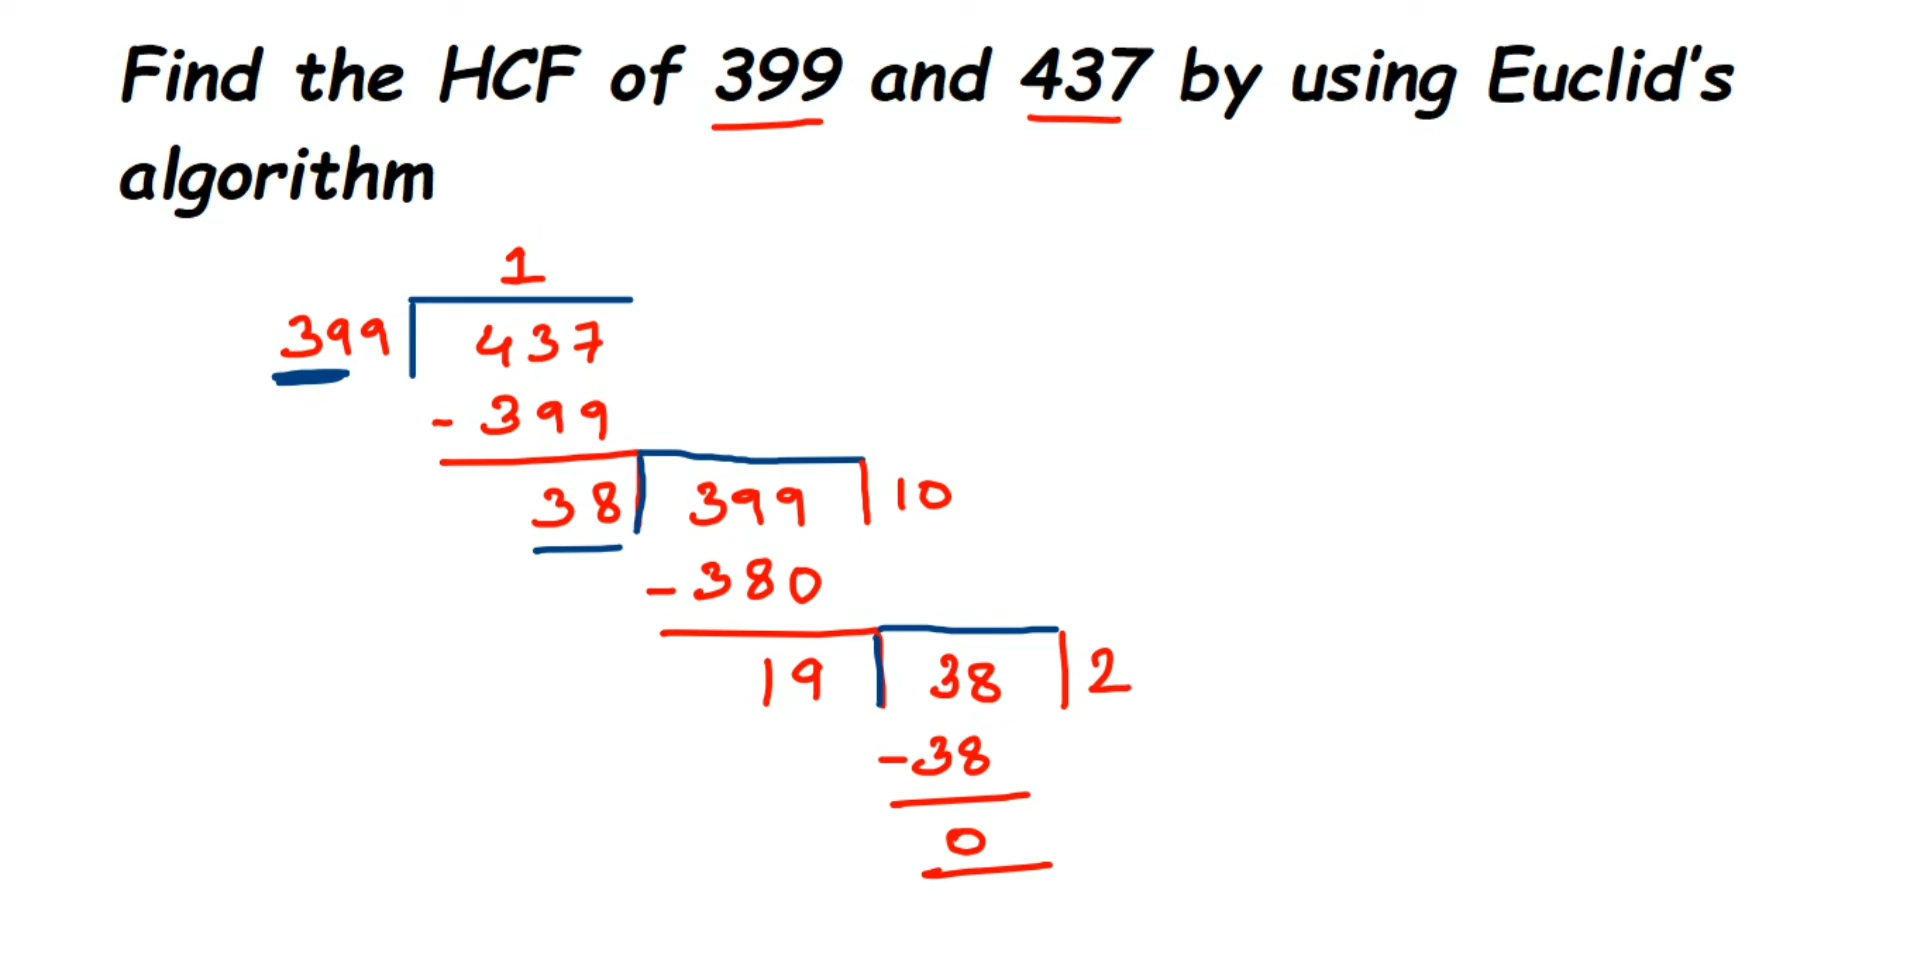 Find the HCF of 399 and 437 by using Euclid's
algorithm
1
399 437
- 399
38 399 10
- 380
19 38 2
- 38
0